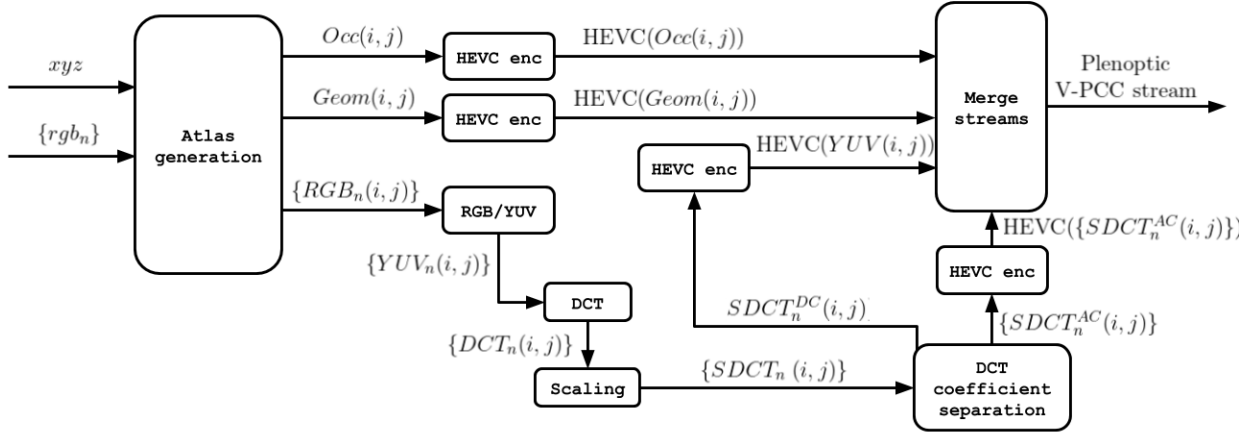 xyz
{rgb_n}
Atlas
generation
Occ(i, j)
HEVC enc
HEVC(Occ(i, j))
Geom(i, j)
HEVC enc
HEVC(Geom(i, j))
{RGB_n(i, j)}
RGB/YUV
{YUV_n(i, j)}
DCT
{DCT_n(i, j)}
Scaling
{SDCT_n (i, j)}
DCT
coefficient
separation
SDCT_n^{DC}(i, j)
HEVC enc
HEVC(YUV(i, j))
{SDCT_n^{AC}(i, j)}
HEVC enc
HEVC({SDCT_n^{AC}(i, j)})
Merge
streams
Plenoptic
V-PCC stream